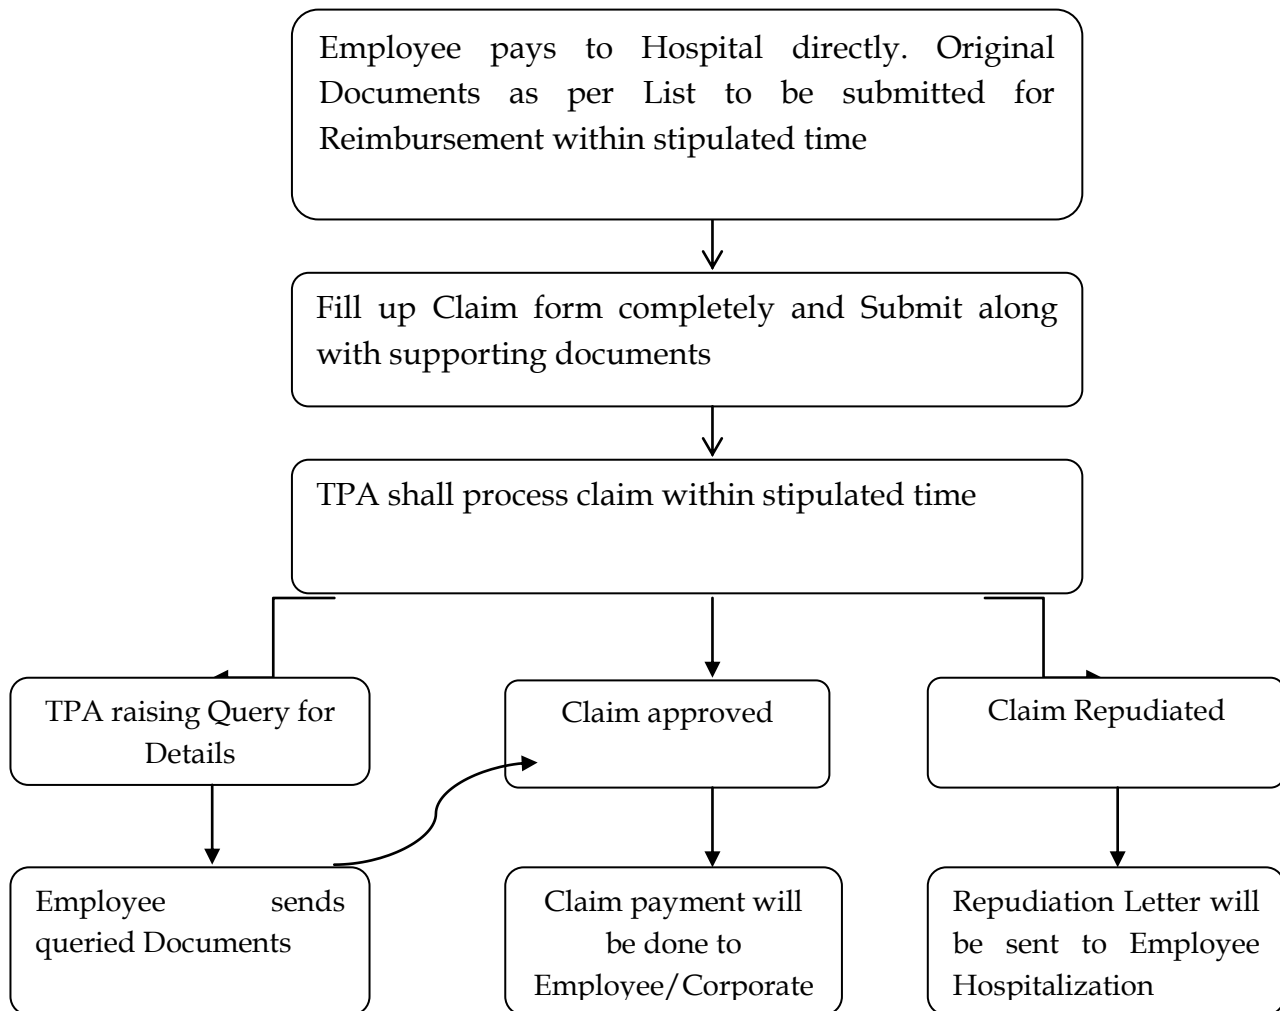 Employee pays to Hospital directly. Original
Documents as per List to be submitted for
Reimbursement within stipulated time
Fill up Claim form completely and Submit along
with supporting documents
TPA shall process claim within stipulated time
TPA raising Query for
Details
Claim approved
Claim Repudiated
Employee sends
queried Documents
Claim payment will
be done to
Employee/Corporate
Repudiation Letter will
be sent to Employee
Hospitalization